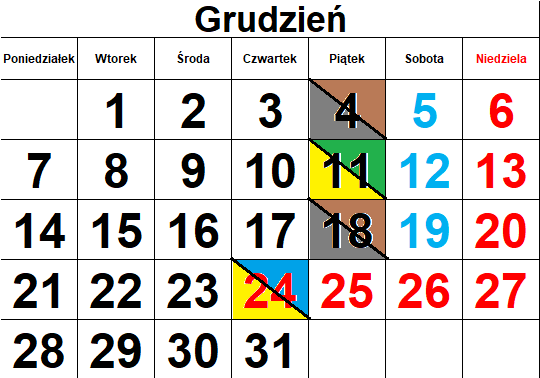 Grudzień
Poniedziałek Wtorek Środa Czwartek Piątek Sobota Niedziela
1 2 3 4 5 6
7 8 9 10 11 12 13
14 15 16 17 18 19 20
21 22 23 24 25 26 27
28 29 30 31